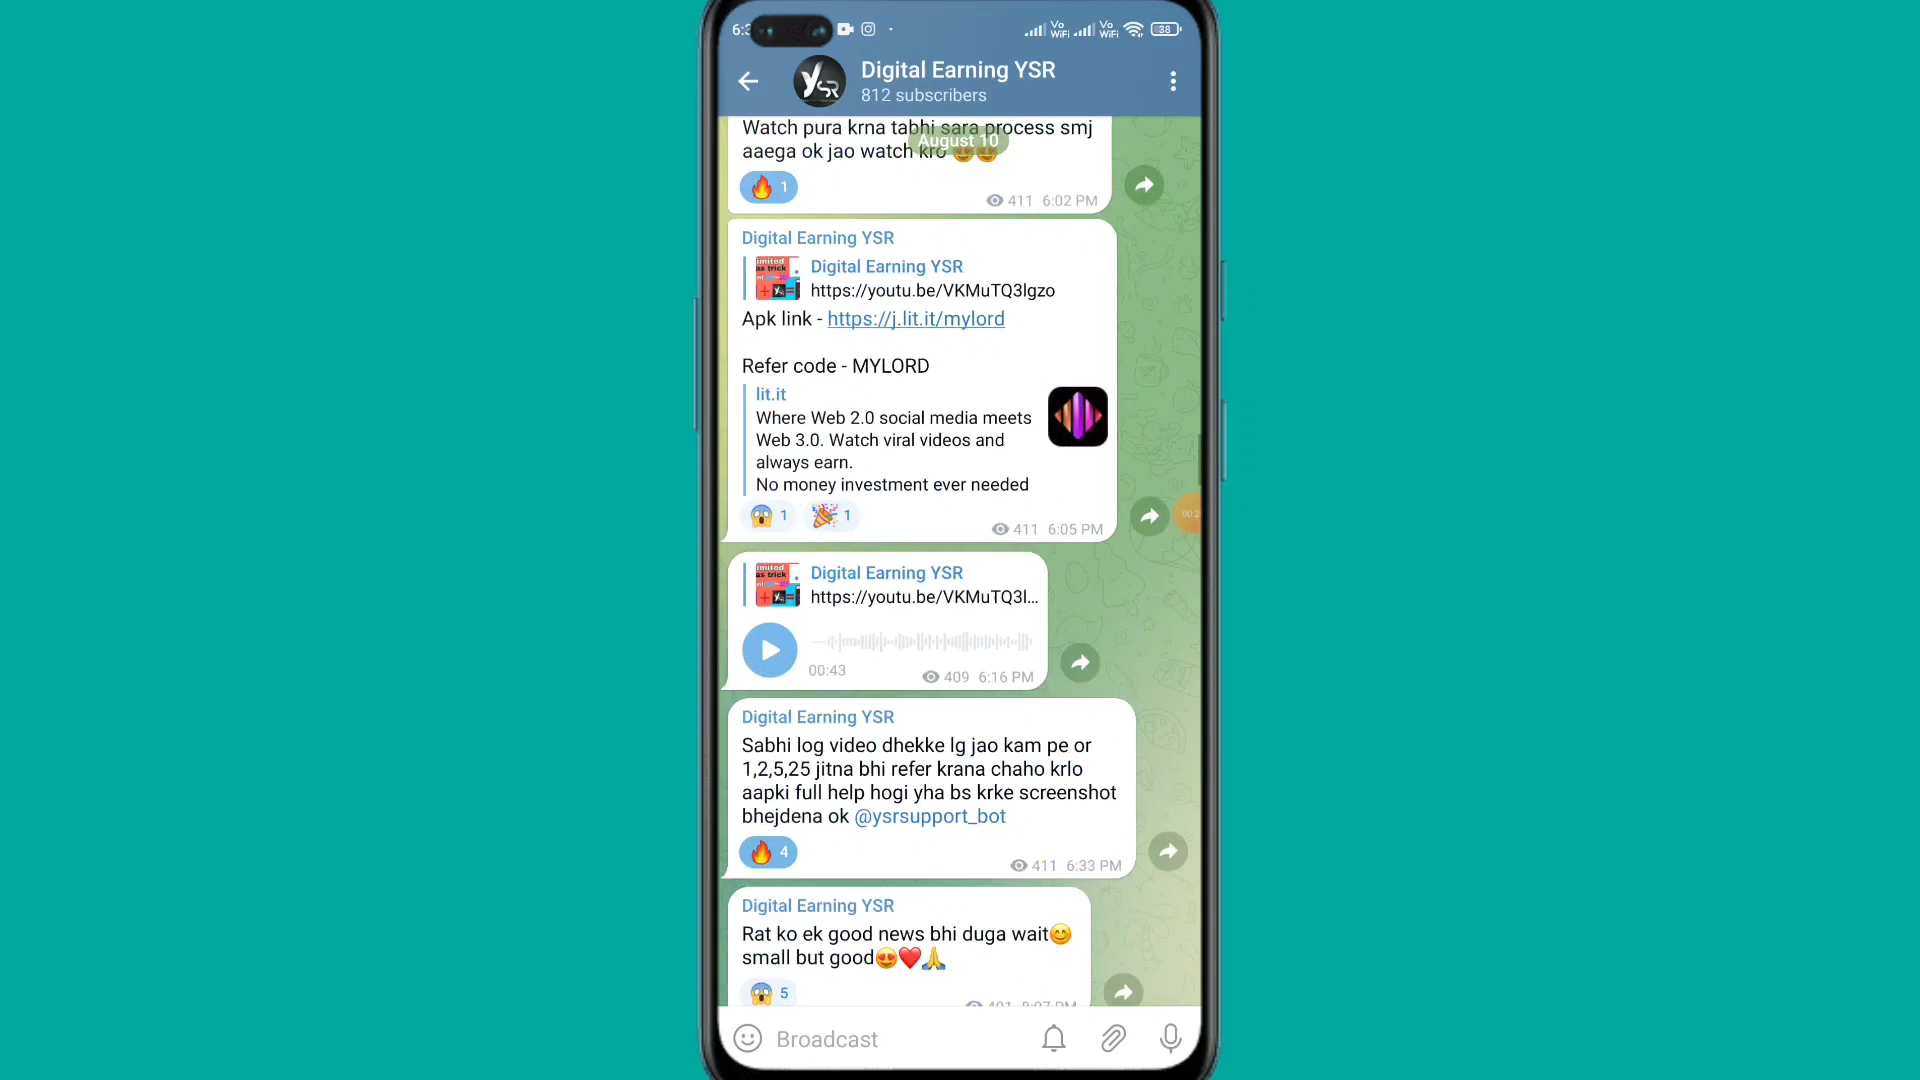 38
Digital Earning YSR
812 subscribers
Watch pura krna tabhi sara process smj
August 10
aaega ok jao watch kro 😍😍
🔥 1
411 6:02 PM
Digital Earning YSR
Digital Earning YSR
https://youtu.be/VKMuTQ3lgzo
Apk link - https://j.lit.it/mylord
Refer code - MYLORD
lit.it
Where Web 2.0 social media meets
Web 3.0. Watch viral videos and
always earn.
No money investment ever needed
😱 1 🎉 1
411 6:05 PM
Digital Earning YSR
https://youtu.be/VKMuTQ3l...
00:43
409 6:16 PM
Digital Earning YSR
Sabhi log video dhekke lg jao kam pe or
1,2,5,25 jitna bhi refer krana chaho krlo
aapki full help hogi yha bs krke screenshot
bhejdena ok @ysrsupport_bot
🔥 4
411 6:33 PM
Digital Earning YSR
Rat ko ek good news bhi duga wait😊
small but good😍❤️🙏
😱 5
Broadcast